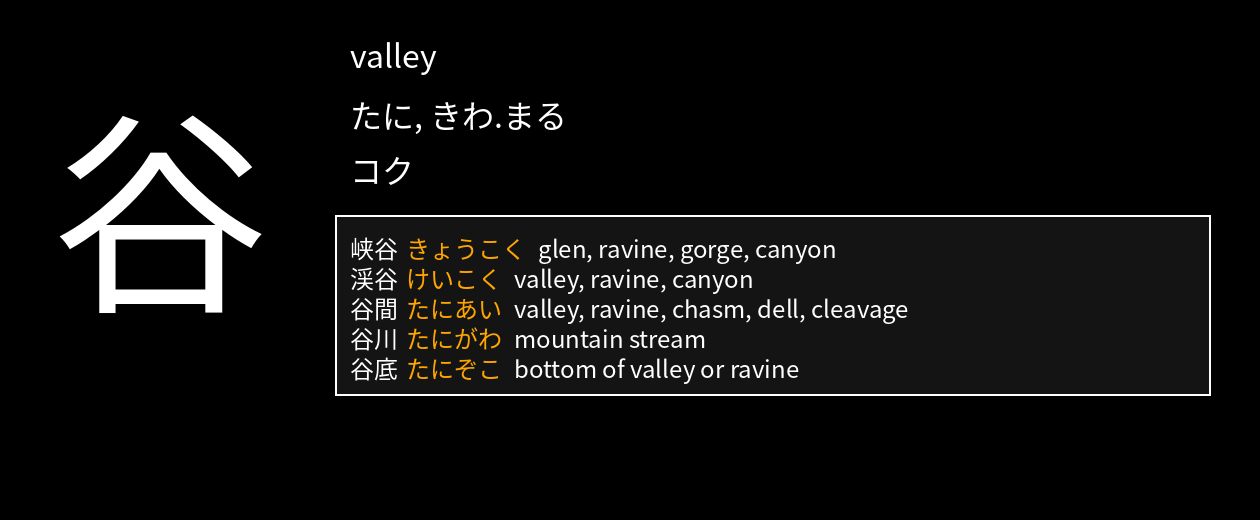 谷
valley
たに, きわ.まる
コク
峡谷 きょうこく glen, ravine, gorge, canyon
渓谷 けいこく valley, ravine, canyon
谷間 たにあい valley, ravine, chasm, dell, cleavage
谷川 たにがわ mountain stream
谷底 たにぞこ bottom of valley or ravine